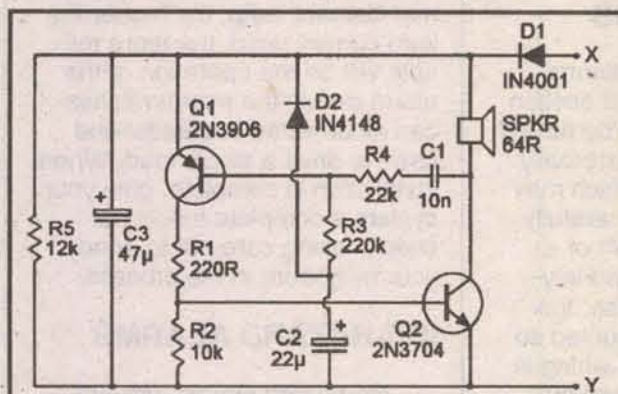 D1
X
IN4001
Q1
2N3906
D2
IN4148
SPKR
64R
R4
22k
C1
10n
R5
12k
+
C3
47µ
R1
220R
R3
220k
R2
10k
C2
22µ
+
Q2
2N3704
Y